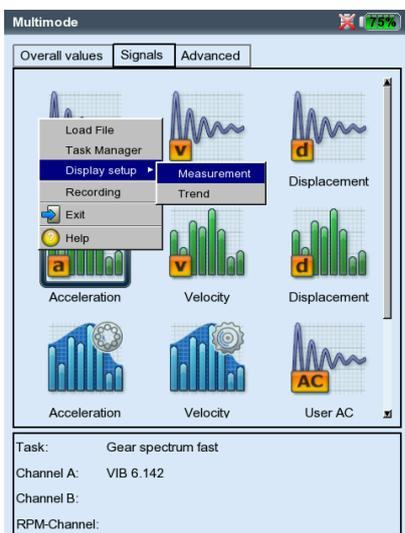 Multimode 75%
Overall values Signals Advanced
Load File
Task Manager
Display setup
Measurement
Recording
Trend
Exit
Help
v
d
Displacement
a
v
d
Acceleration Velocity Displacement
AC
Acceleration Velocity User AC
Task: Gear spectrum fast
Channel A: VIB 6.142
Channel B:
RPM-Channel: